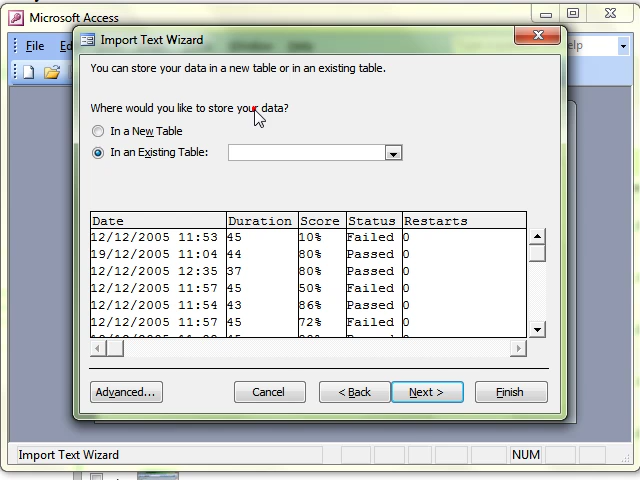 Microsoft Access
File
Import Text Wizard
You can store your data in a new table or in an existing table.
Where would you like to store your data?
In a New Table
In an Existing Table:
Date Duration Score Status Restarts
12/12/2005 11:53 45 10% Failed 0
19/12/2005 11:04 44 80% Passed 0
12/12/2005 12:35 37 80% Passed 0
12/12/2005 11:57 45 50% Failed 0
12/12/2005 11:54 43 86% Passed 0
12/12/2005 11:57 45 72% Failed 0
Advanced... Cancel < Back Next > Finish
Import Text Wizard NUM